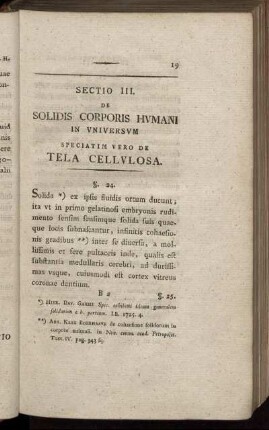 19
SECTIO III.
DE
SOLIDIS CORPORIS HVMANI
IN VNIVERSVM
SPECIATIM VERO DE
TELA CELLVLOSA.
§. 24.
Solida *) ex ipsis fluidis ortum ducunt,
ita vt in primo gelatinosi embryonis rudi-
mento sensim sensimque solida suis quae-
que locis subnascantur, infinitis cohaesio-
nis gradibus **) inter se diuersa, a mol-
lissimis et fere pultaceis inde, qualis est
substantia medullaris cerebri, ad durissi-
mas vsque, cuiusmodi est cortex vitreus
coronae dentium.
B 2 §. 25.
*) HIER. DAV. GAUBII Spec. exhibens ideam generalem
solidarum c. h. partium. LB. 1725. 4.
**) ABR. KAAU BOERHAAVE de cohaesione solidorum in
corpore animali. in Nov. comm. acad. Petropolit.
Tom. IV. pag. 343 sq.